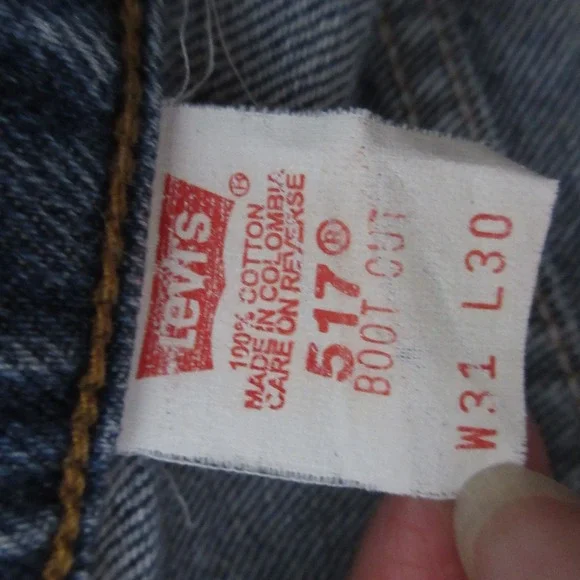 Levi's ®
100% COTTON
MADE IN COLOMBIA
CARE ON REVERSE
517®
BOOT CUT
W31 L30